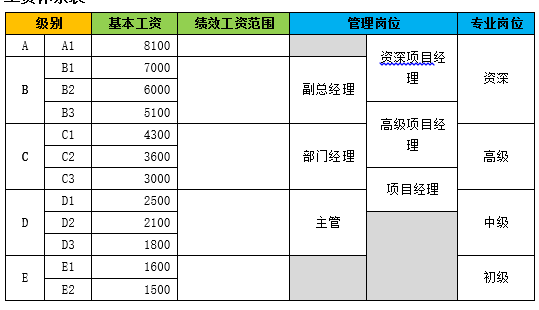 级别 基本工资 绩效工资范围 管理岗位 专业岗位
A A1 8100
资深项目经
理
资深
B B1 7000
B2 6000
B3 5100
副总经理
高级项目经
理
C C1 4300
C2 3600
C3 3000
部门经理
高级
项目经理
D D1 2500
D2 2100
D3 1800
主管
中级
E E1 1600
E2 1500
初级